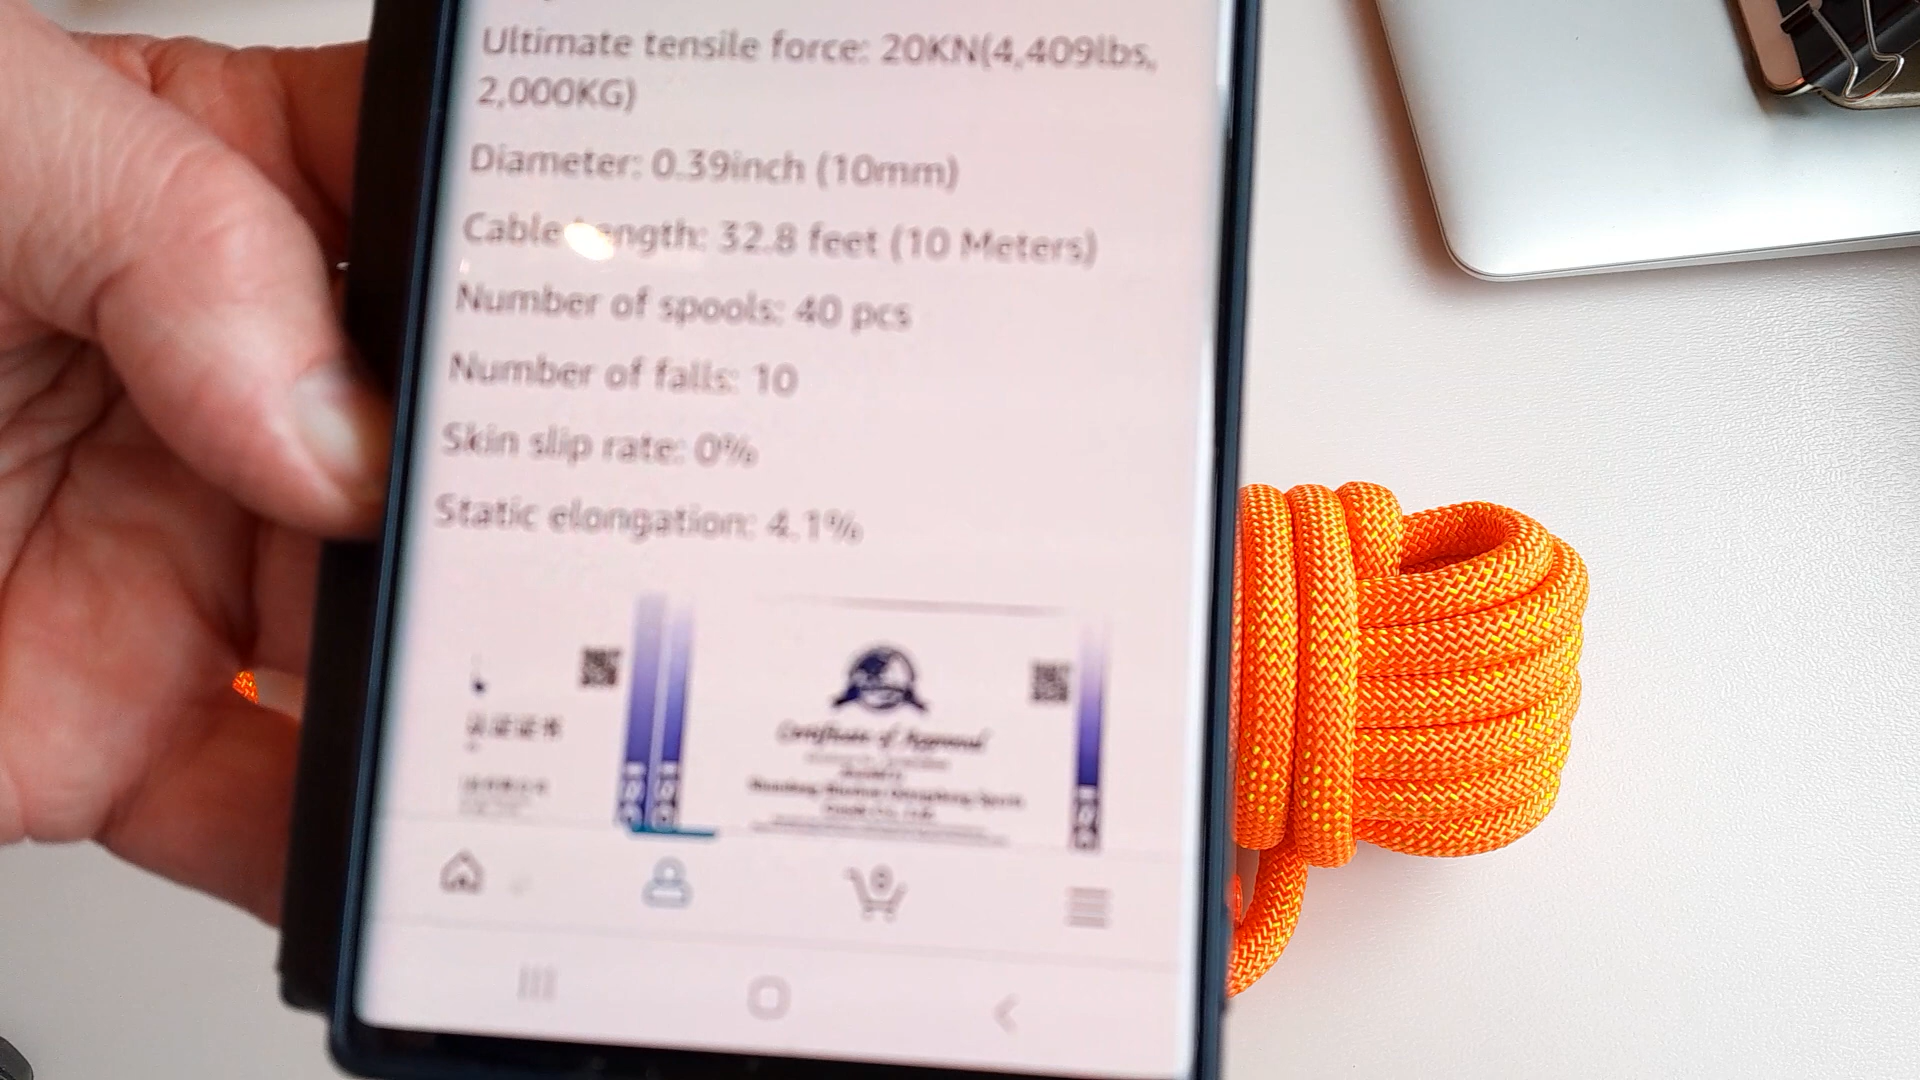 Ultimate tensile force: 20KN(4,409lbs,
2,000KG)
Diameter: 0.39inch (10mm)
Cable Length: 32.8 feet (10 Meters)
Number of spools: 40 pcs
Number of falls: 10
Skin slip rate: 0%
Static elongation: 4.1%
Certificate of Approval
0